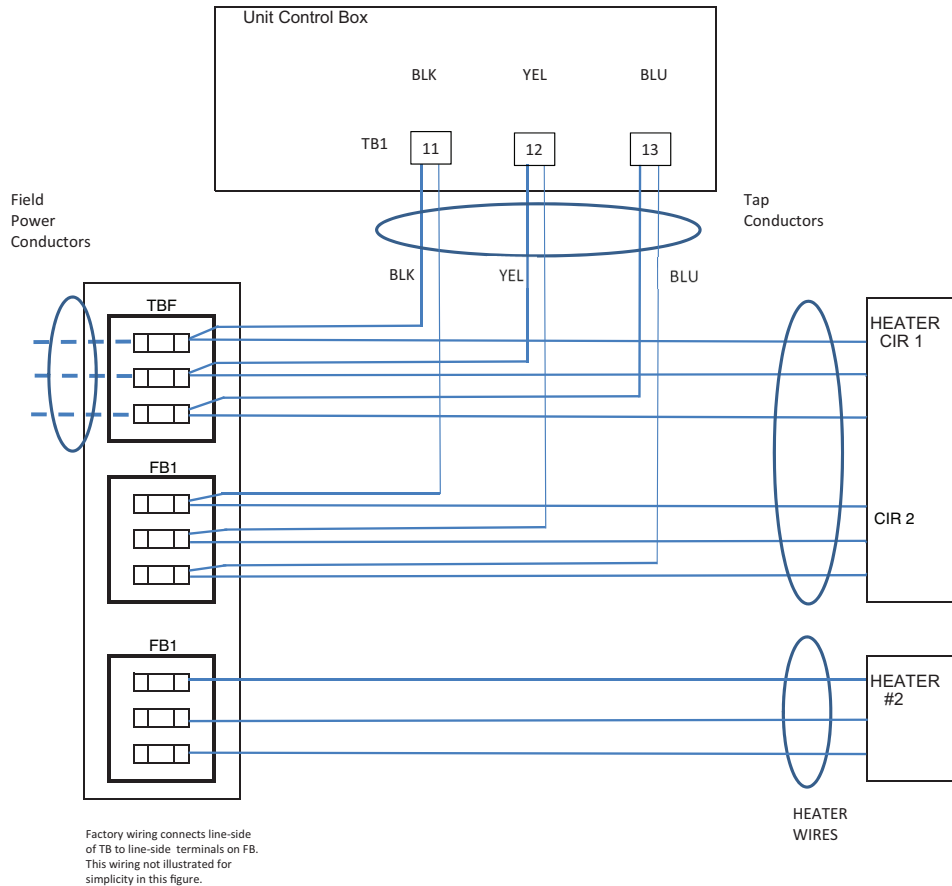 Unit Control Box
BLK YEL BLU
TB1 11 12 13
Field
Power
Conductors
Tap
Conductors
BLK YEL BLU
TBF
HEATER
CIR 1
FB1
CIR 2
FB1
HEATER
#2
HEATER
WIRES
Factory wiring connects line-side
of TB to line-side terminals on FB.
This wiring not illustrated for
simplicity in this figure.